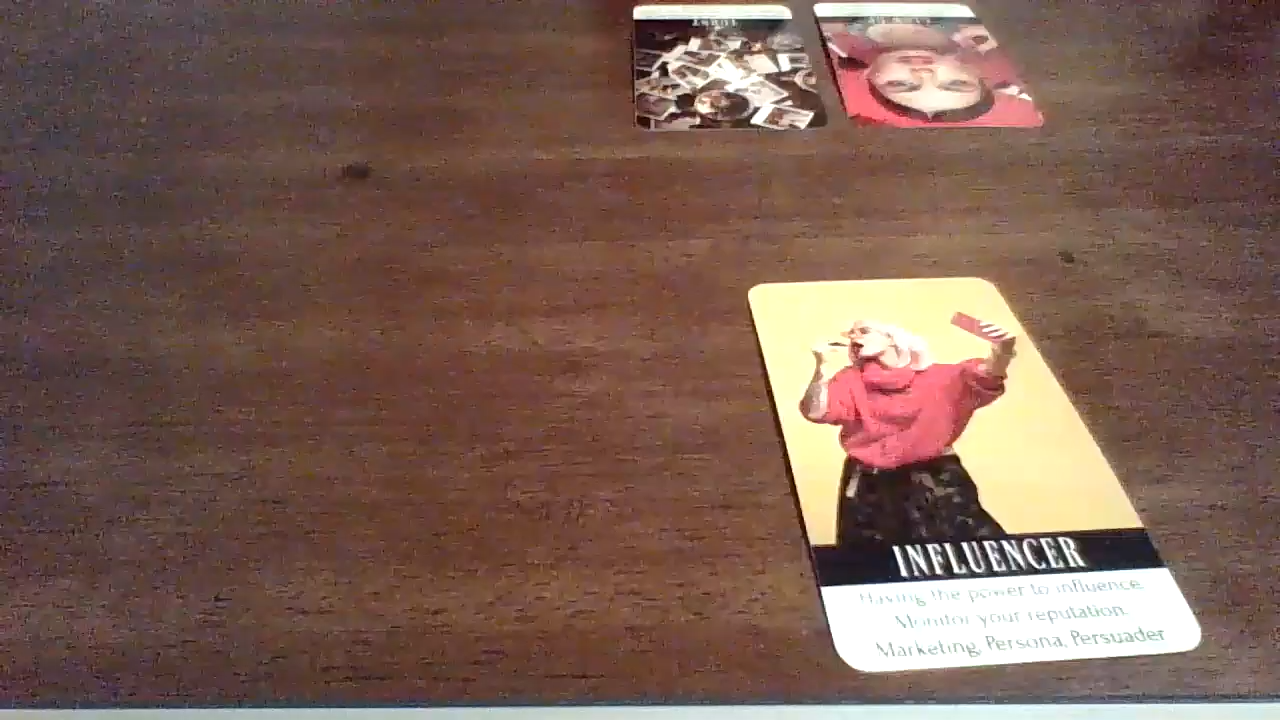 INFLUENCER
Having the power to influence.
Monitor your reputation.
Marketing, Persona, Persuader